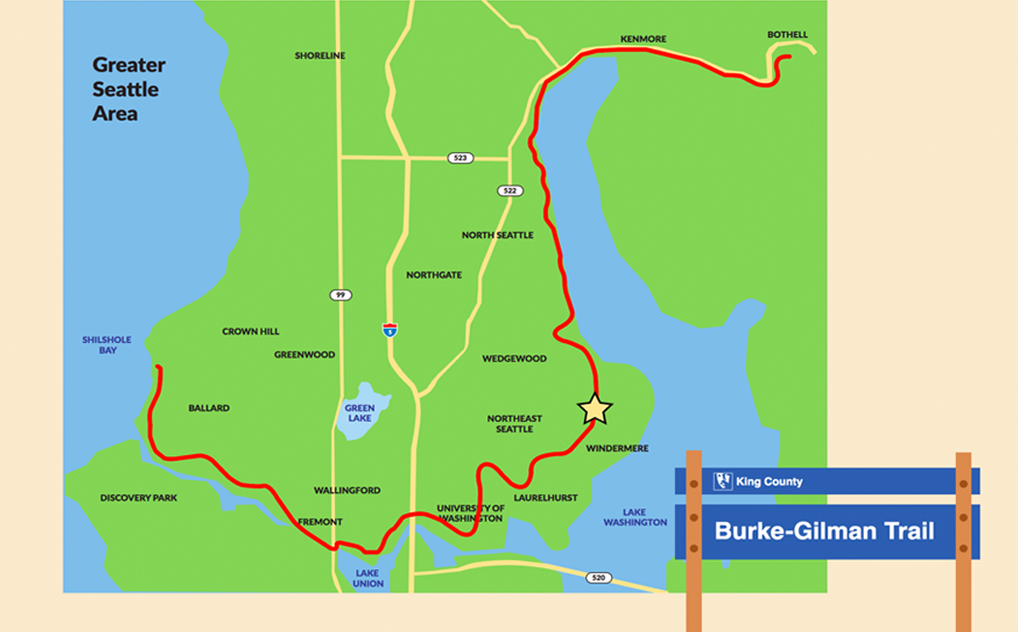 Greater
Seattle
Area
SHORELINE
KENMORE
BOTHELL
523
522
NORTH SEATTLE
NORTHGATE
99
5
SHILSHOLE
BAY
CROWN HILL
GREENWOOD
WEDGEWOOD
BALLARD
GREEN
LAKE
NORTHEAST
SEATTLE
WINDERMERE
DISCOVERY PARK
WALLINGFORD
LAURELHURST
UNIVERSITY OF
WASHINGTON
FREMONT
LAKE
WASHINGTON
LAKE
UNION
520
King County
Burke-Gilman Trail